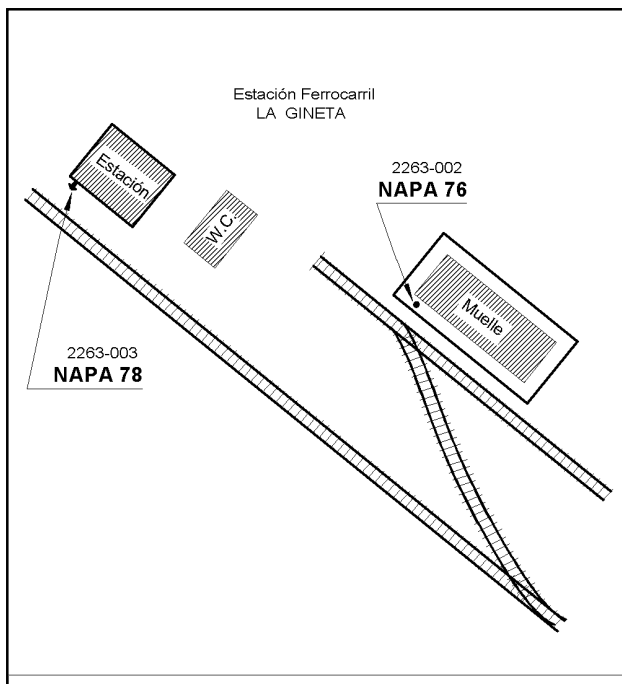 Estación Ferrocarril
LA GINETA
Estación
2263-002
NAPA 76
W.C.
Muelle
2263-003
NAPA 78